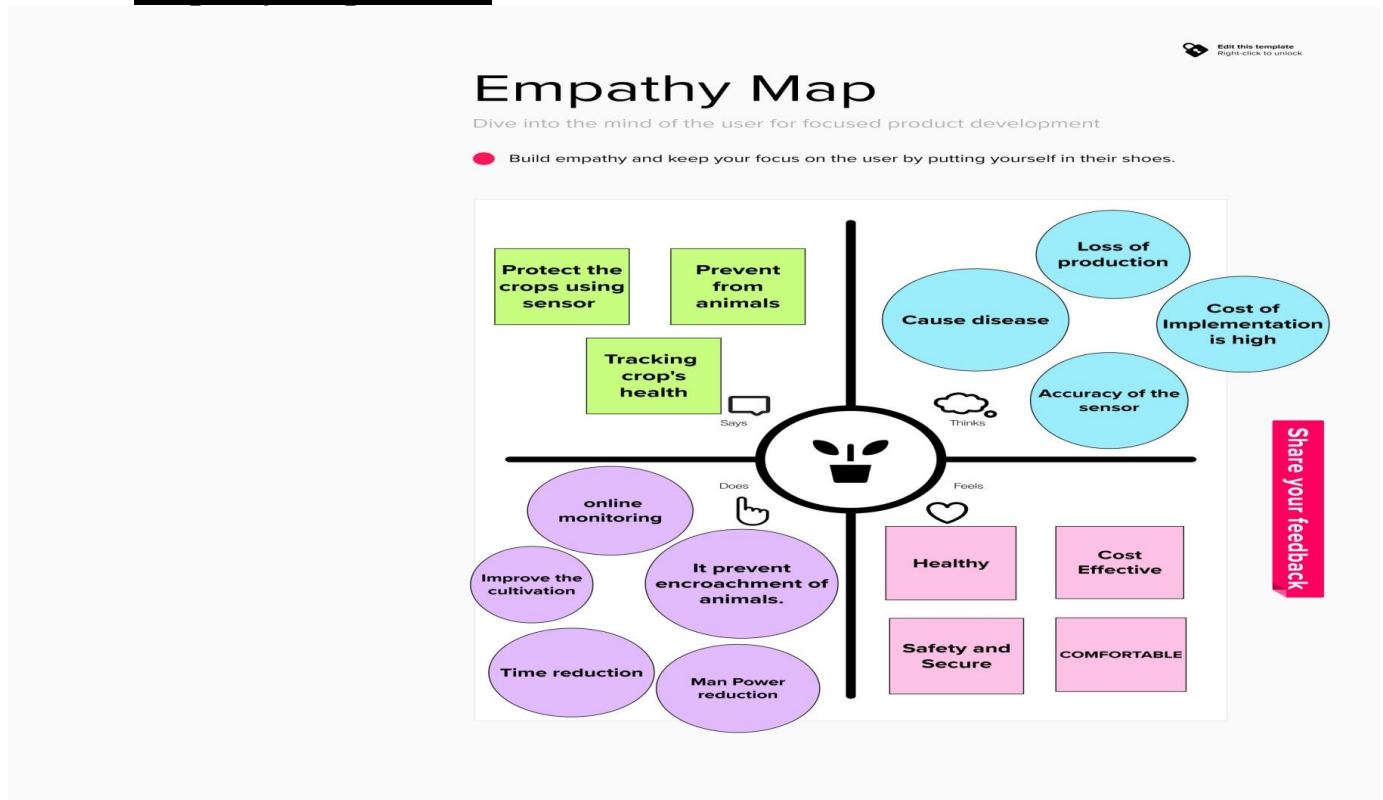 Edit this template
Right-click to unlock
Empathy Map
Dive into the mind of the user for focused product development
Build empathy and keep your focus on the user by putting yourself in their shoes.
Protect the
crops using
sensor
Prevent
from
animals
Tracking
crop's
health
Says
Loss of
production
Cause disease
Cost of
Implementation
is high
Accuracy of the
sensor
Thinks
Does
online
monitoring
Improve the
cultivation
It prevent
encroachment of
animals.
Time reduction
Man Power
reduction
Feels
Healthy
Cost
Effective
Safety and
Secure
COMFORTABLE
Share your feedback